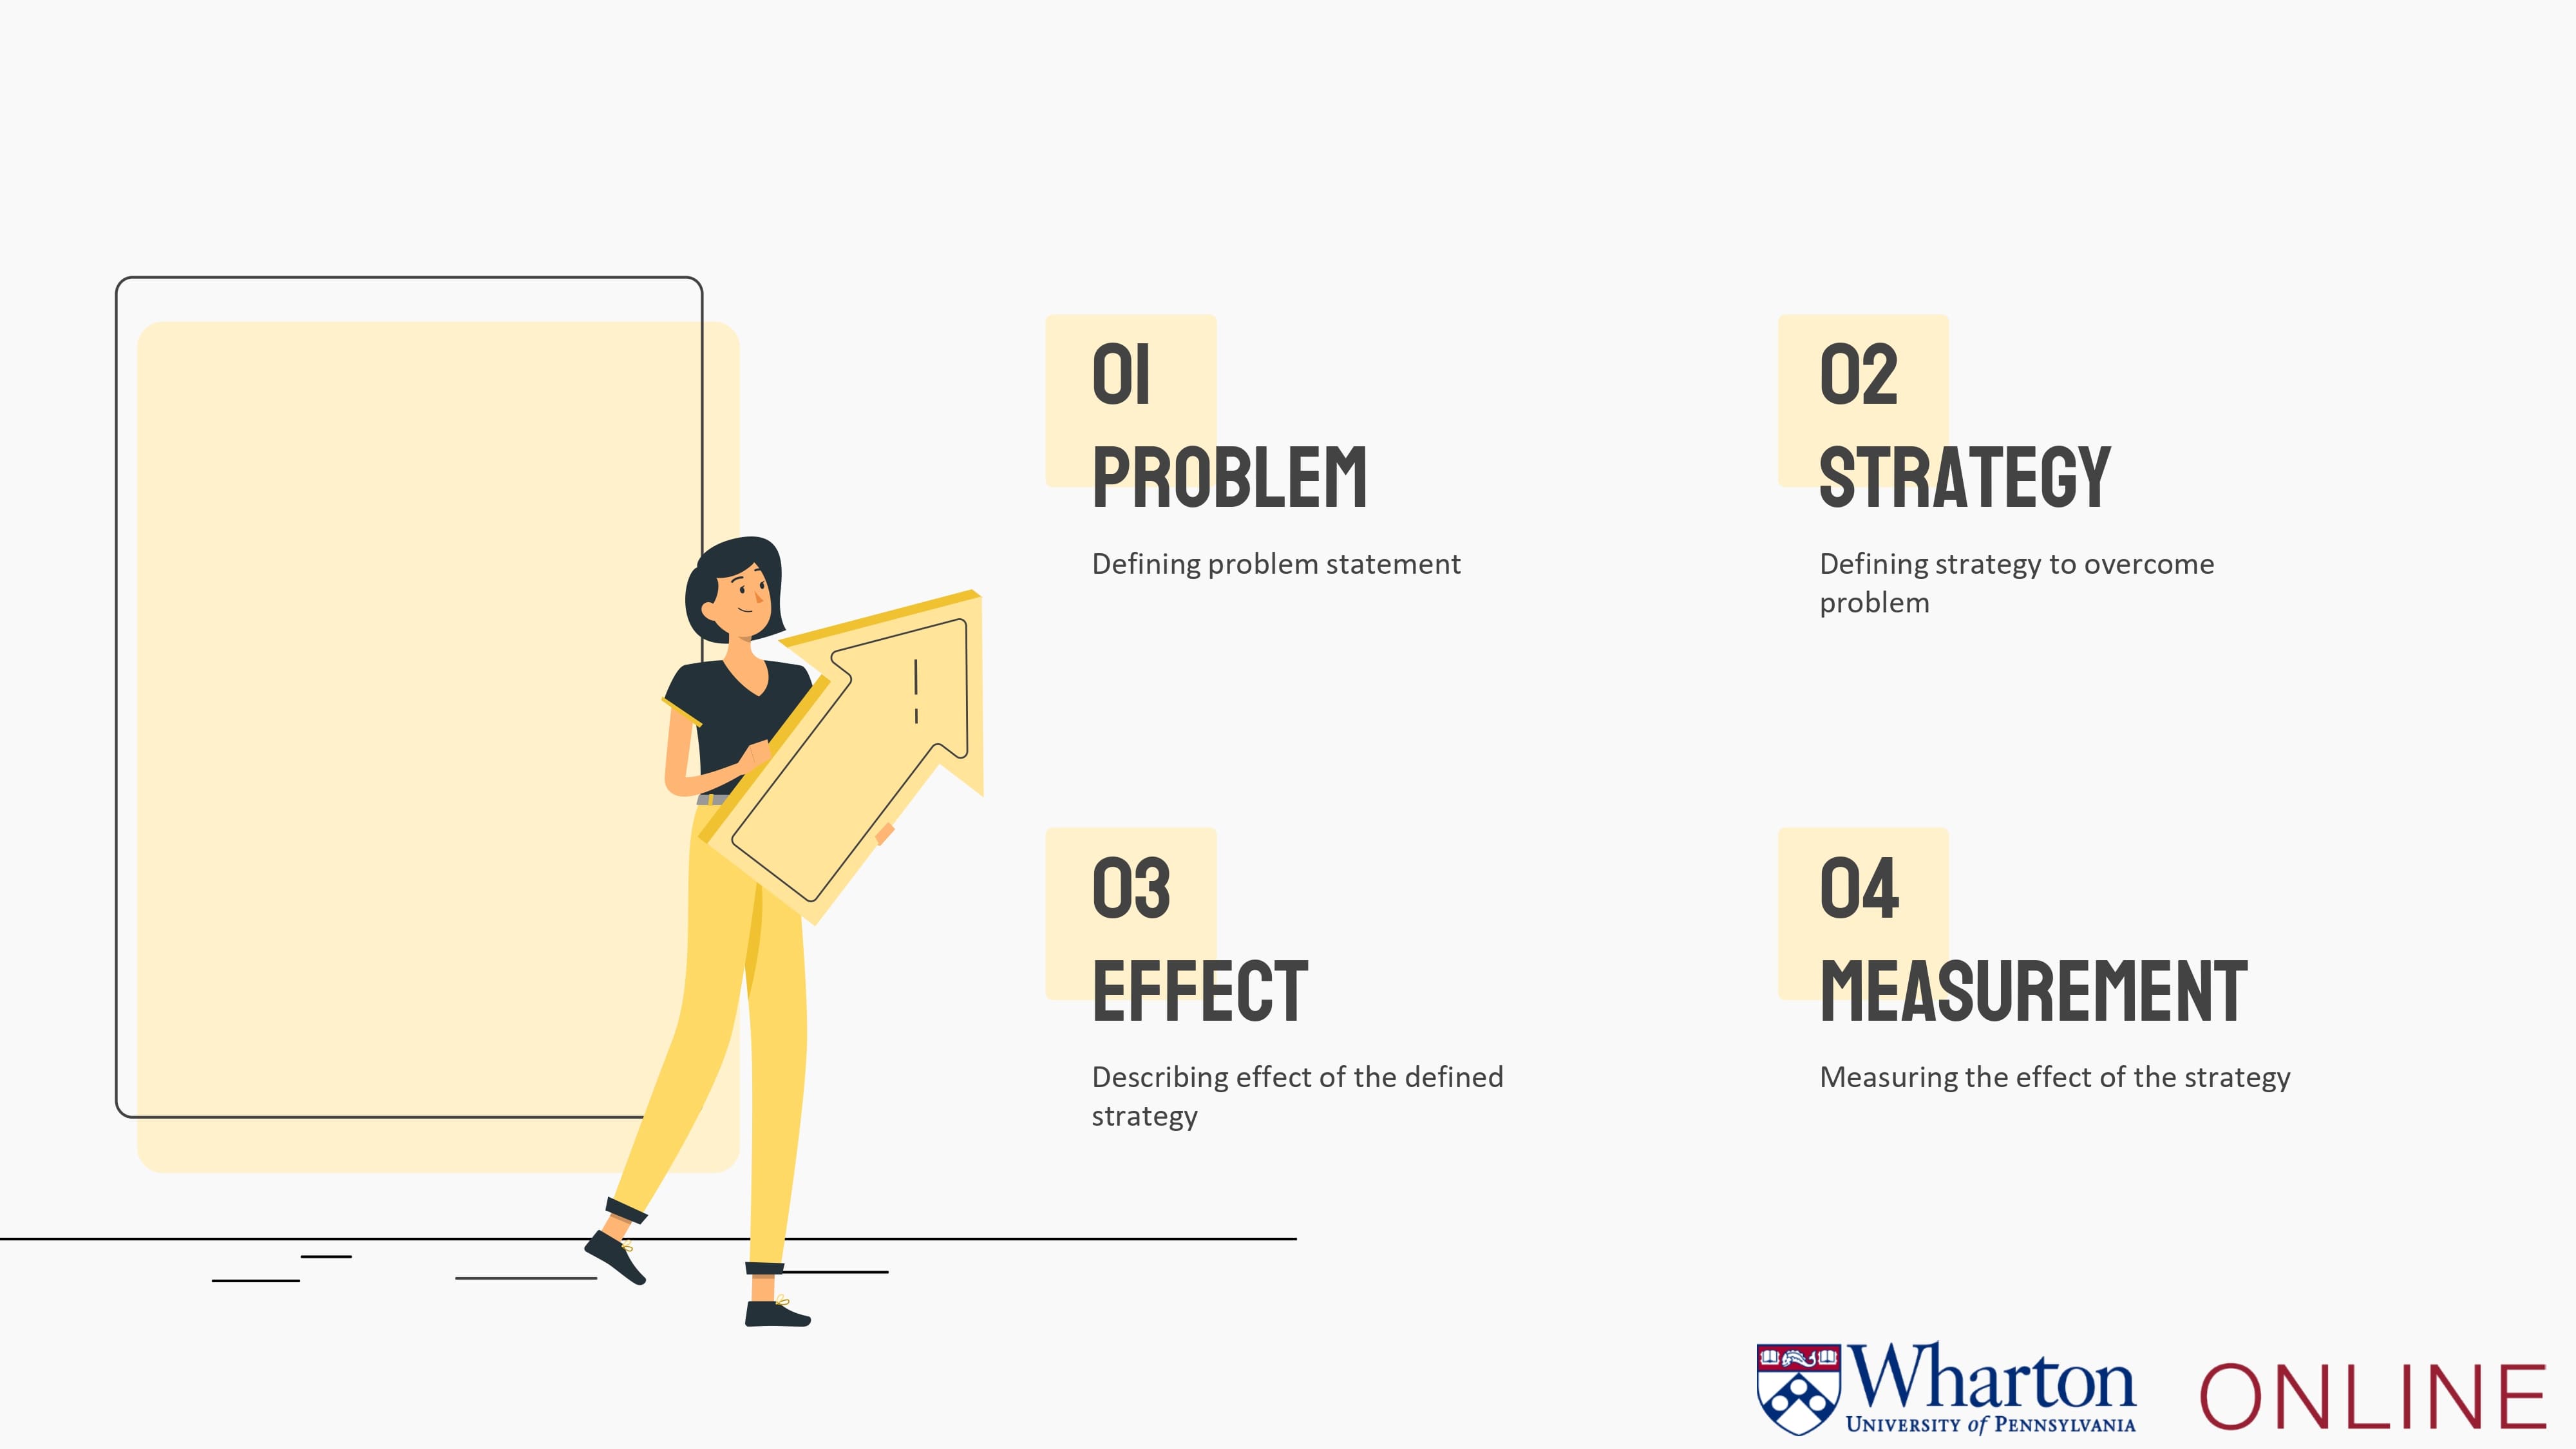 01
PROBLEM
Defining problem statement
02
STRATEGY
Defining strategy to overcome
problem
03
EFFECT
Describing effect of the defined
strategy
04
MEASUREMENT
Measuring the effect of the strategy
Wharton
UNIVERSITY of PENNSYLVANIA
ONLINE